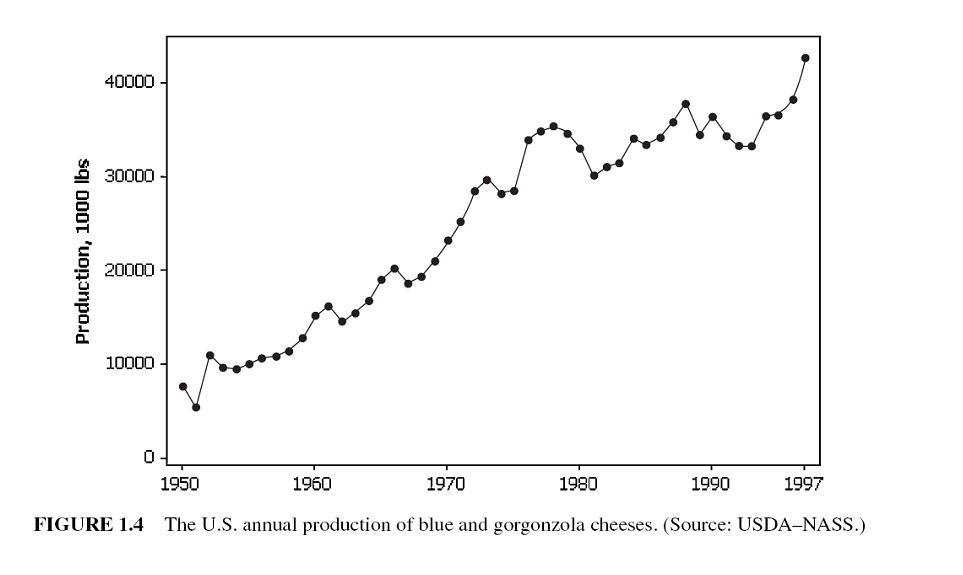 40000
30000
20000
10000
0
Production, 1000 lbs
1950 1960 1970 1980 1990 1997
FIGURE 1.4 The U.S. annual production of blue and gorgonzola cheeses. (Source: USDA–NASS.)